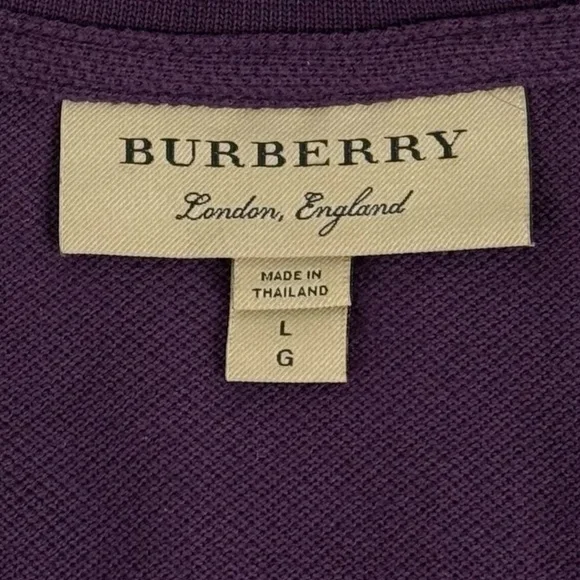 BURBERRY
London, England
MADE IN
THAILAND
L
G